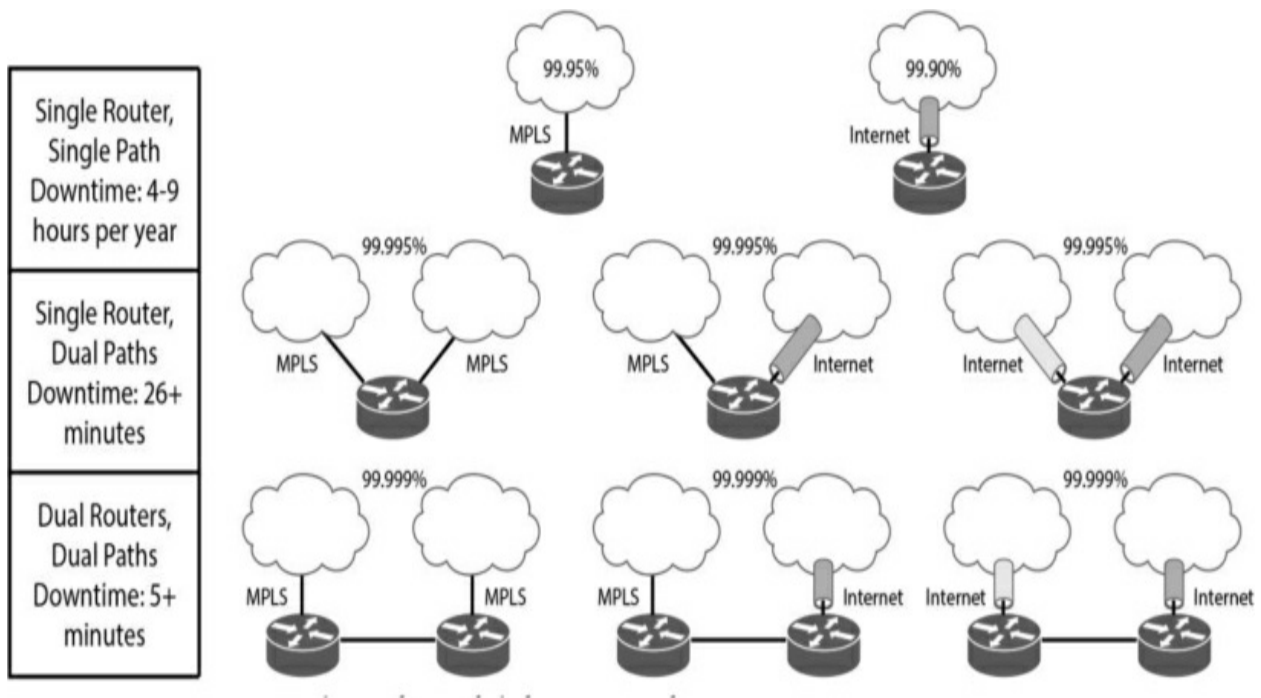 99.95%
99.90%
Single Router,
Single Path
Downtime: 4-9
hours per year
MPLS
Internet
99.995%
99.995%
99.995%
Single Router,
Dual Paths
Downtime: 26+
minutes
MPLS
MPLS
MPLS
Internet
Internet
Internet
99.999%
99.999%
99.999%
Dual Routers,
Dual Paths
Downtime: 5+
minutes
MPLS
MPLS
MPLS
Internet
Internet
Internet